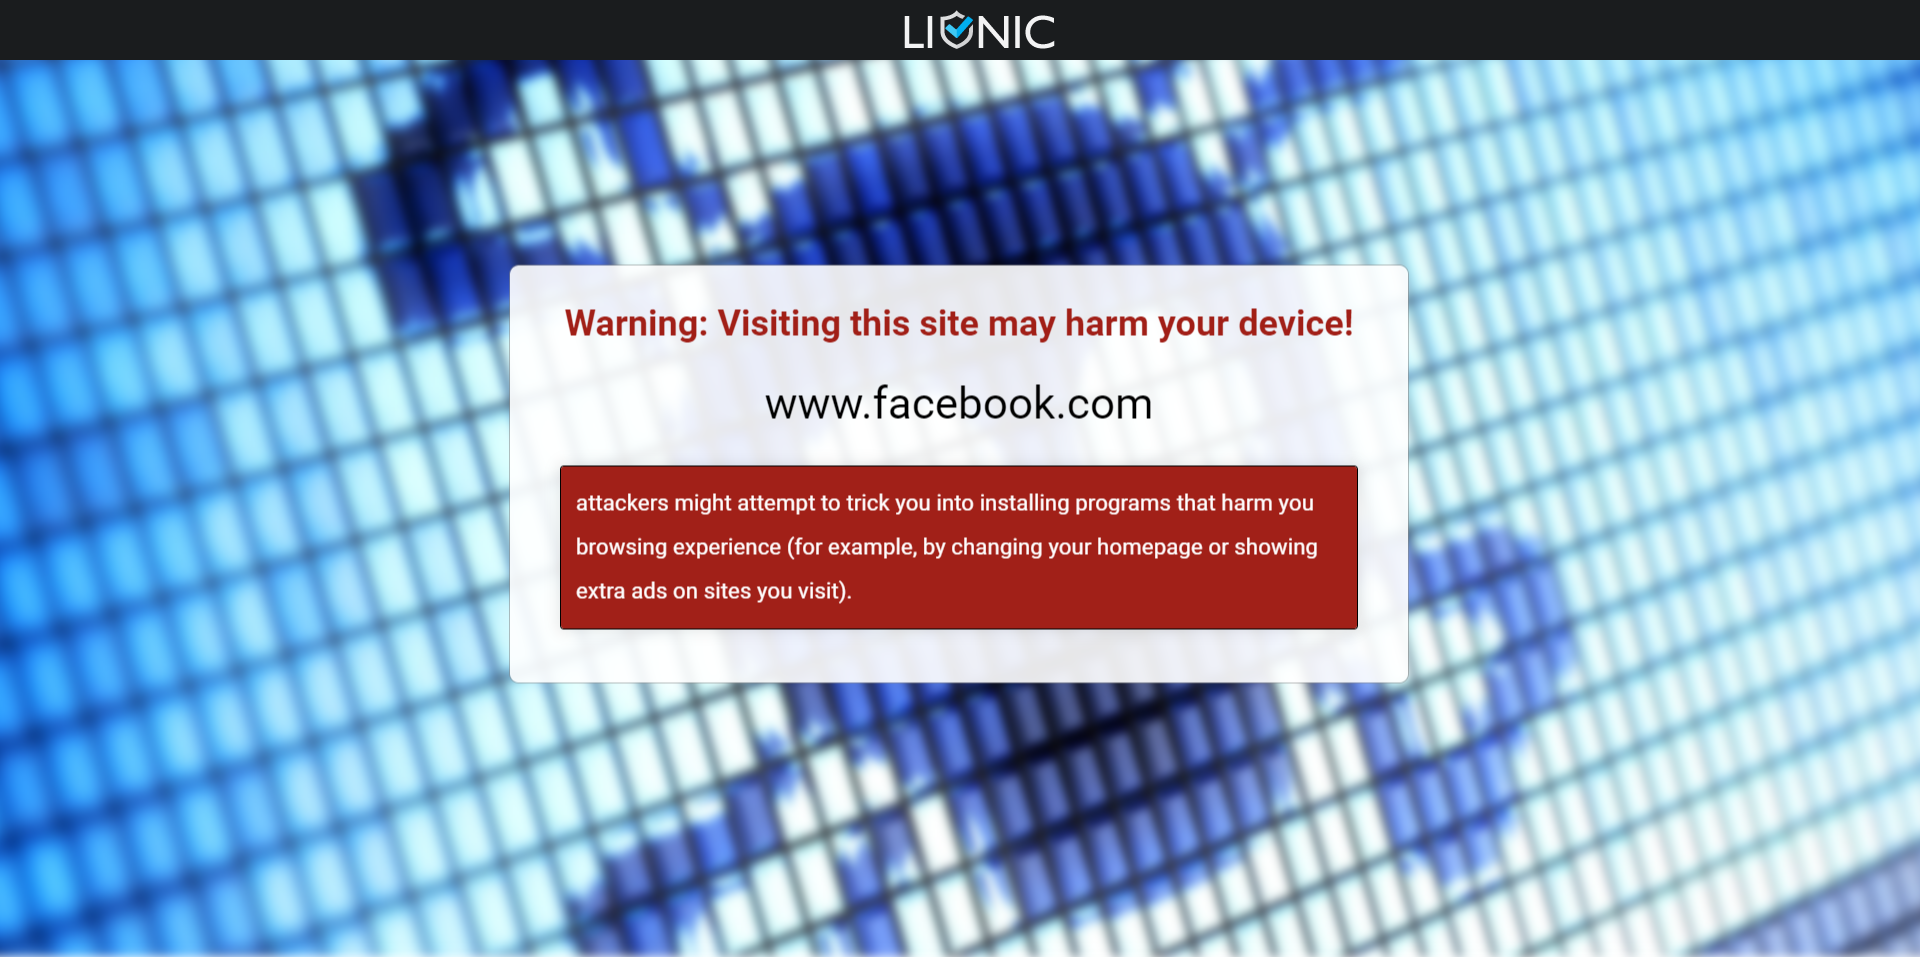 LIONIC
Warning: Visiting this site may harm your device!
www.facebook.com
attackers might attempt to trick you into installing programs that harm you
browsing experience (for example, by changing your homepage or showing
extra ads on sites you visit).